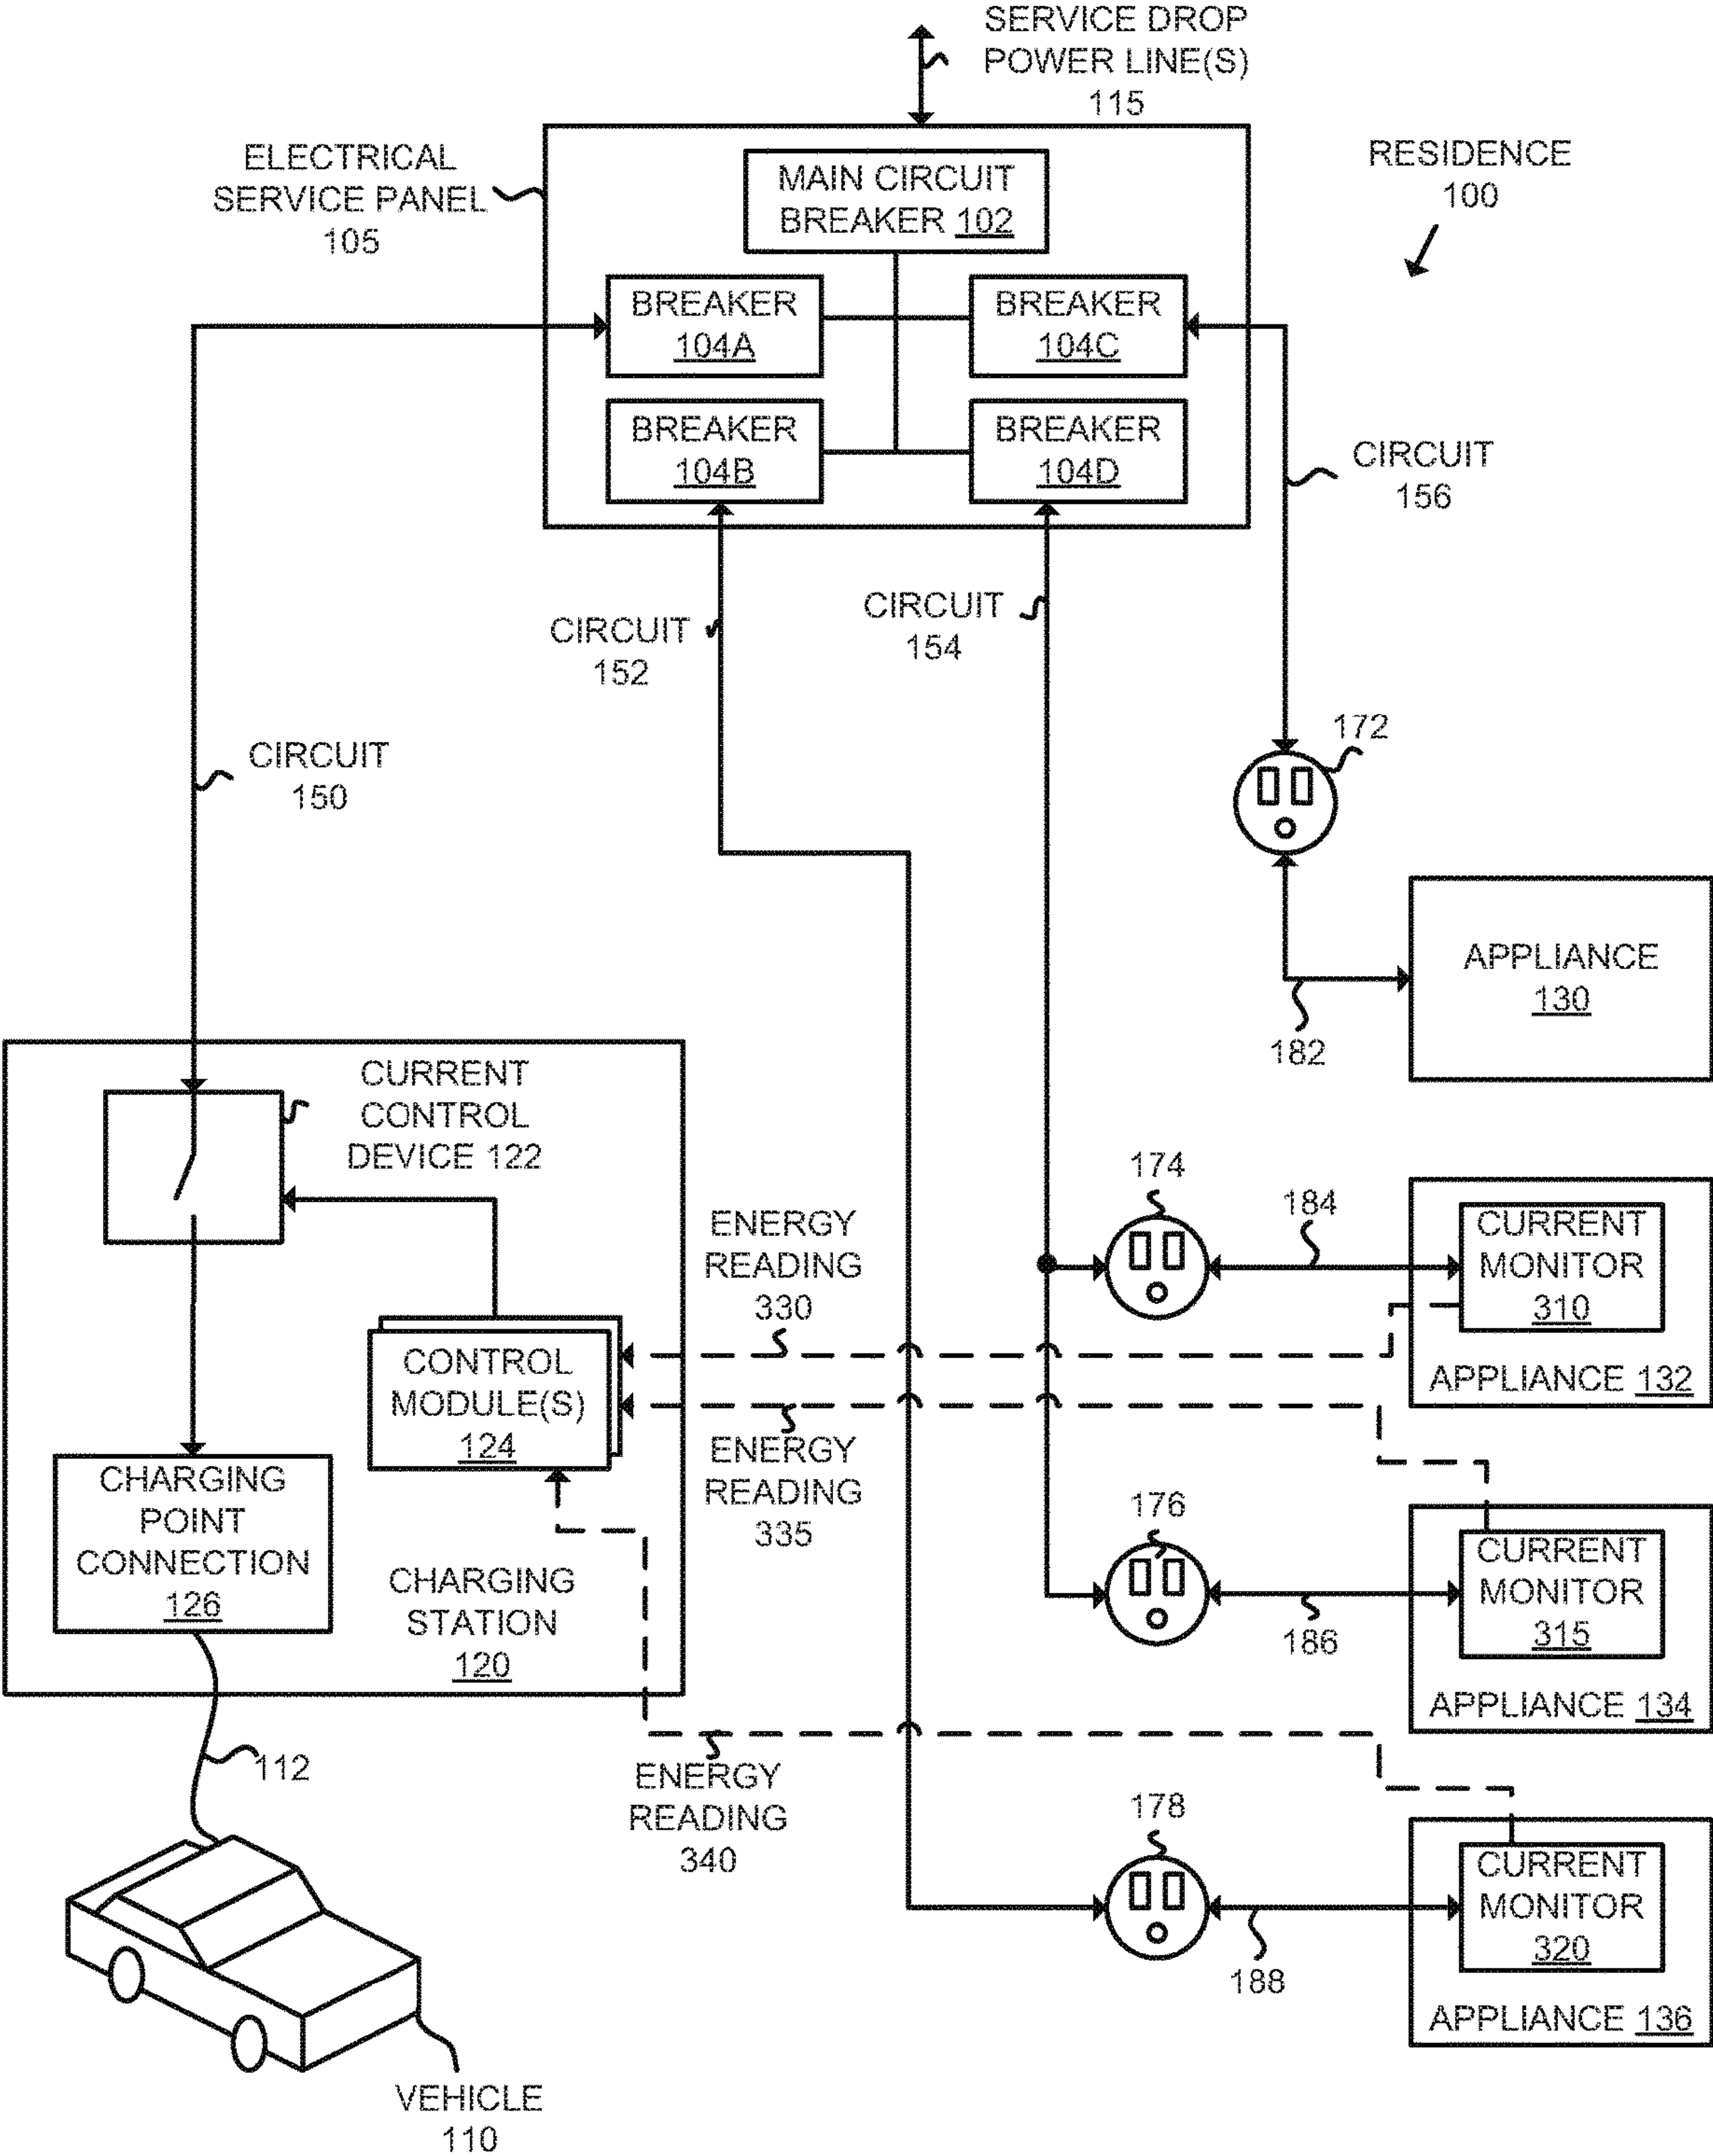 SERVICE DROP
POWER LINE(S)
115
ELECTRICAL
SERVICE PANEL
105
RESIDENCE
100
MAIN CIRCUIT
BREAKER 102
BREAKER
104A
BREAKER
104C
BREAKER
104B
BREAKER
104D
CIRCUIT
156
CIRCUIT
152
CIRCUIT
154
CIRCUIT
150
172
APPLIANCE
130
182
CURRENT
CONTROL
DEVICE 122
174
184
CURRENT
MONITOR
310
APPLIANCE 132
ENERGY
READING
330
CONTROL
MODULE(S)
124
ENERGY
READING
335
CHARGING
POINT
CONNECTION
126
CHARGING
STATION
120
176
186
CURRENT
MONITOR
315
APPLIANCE 134
112
ENERGY
READING
340
178
188
CURRENT
MONITOR
320
APPLIANCE 136
VEHICLE
110